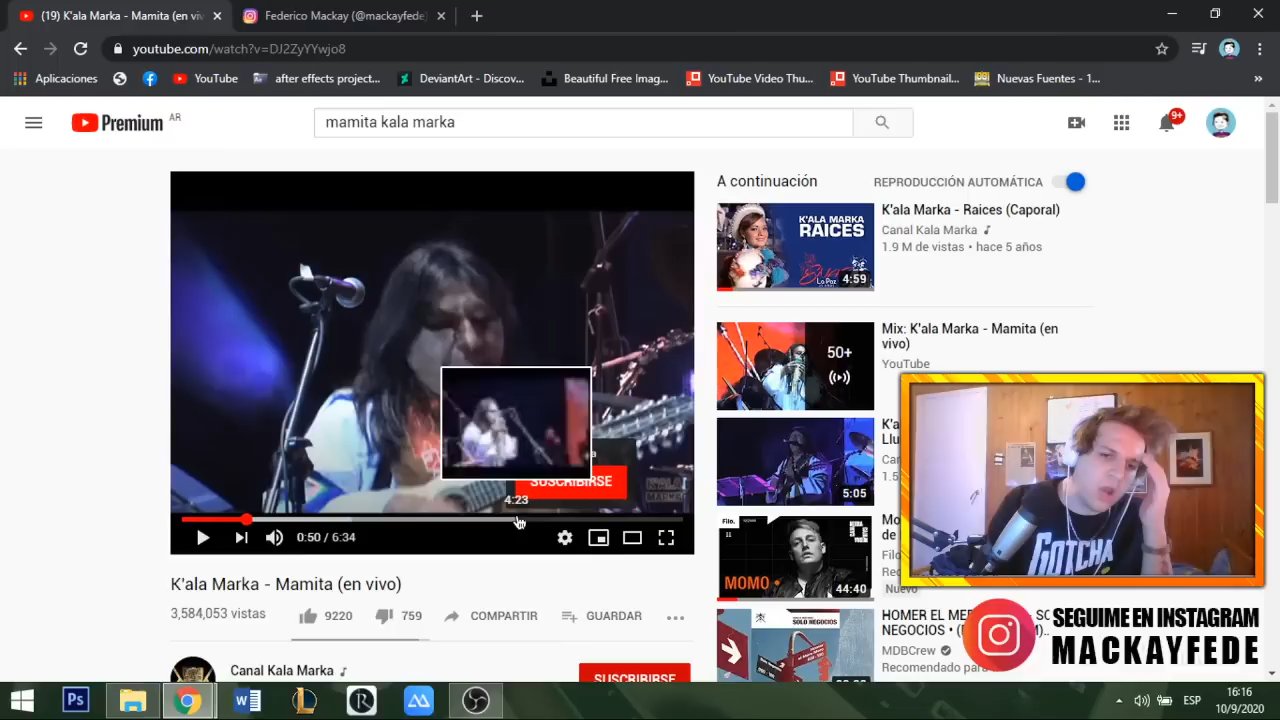 (19) K'ala Marka - Mamita (en viv
Federico Mackay (@mackayfede
youtube.com/watch?v=DJ2ZyYYwjo8
Aplicaciones
YouTube
after effects project...
DeviantArt - Discov...
Beautiful Free Imag...
YouTube Video Thu...
YouTube Thumbnail...
Nuevas Fuentes - 1...
Premium
AR
mamita kala marka
9+
A continuación
REPRODUCCIÓN AUTOMÁTICA
K'ALA MARKA
RAICES
4:59
K'ala Marka - Raices (Caporal)
Canal Kala Marka
1.9 M de vistas • hace 5 años
50+
Mix: K'ala Marka - Mamita (en
vivo)
YouTube
5:05
Filo.
MOMO
44:40
Nuevo
SOLO NEGOCIOS
HOMER EL
NEGOCIOS •
MDBCrew
Recomendado
SUSCRIBIRSE
4:23
0:50 / 6:34
K'ala Marka - Mamita (en vivo)
3,584,053 vistas
9220
759
COMPARTIR
GUARDAR
Canal Kala Marka
SUSCRIBIRSE
GOTCHA
SEGUIME EN INSTAGRAM
MACKAYFEDE
Ps
ESP
16:16
10/9/2020